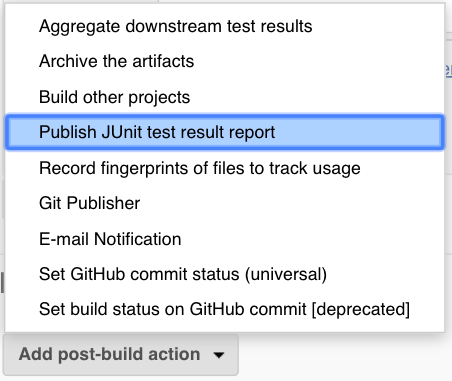 Aggregate downstream test results
Archive the artifacts
Build other projects
Publish JUnit test result report
Record fingerprints of files to track usage
Git Publisher
E-mail Notification
Set GitHub commit status (universal)
Set build status on GitHub commit [deprecated]
Add post-build action